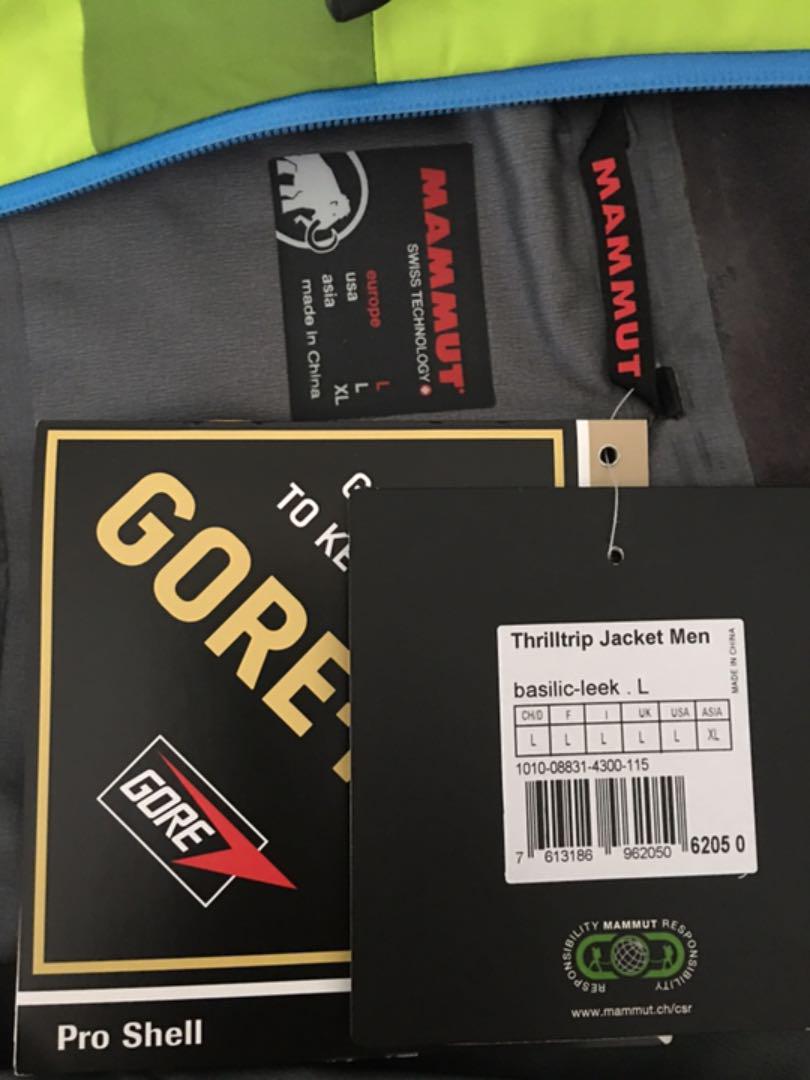 MAMMUT
SWISS TECHNOLOGY
europe L
usa L
asia XL
made in China
MAMMUT
TO
GORE
GORE
Pro Shell
Thrilltrip Jacket Men
MADE IN CHINA
basilic-leek . L
CH/D F I UK USA ASIA
L L L L L XL
1010-08831-4300-115
7 613186 962050 6205 0
RESPONSIBILITY MAMMUT RESPONSIBILITY
www.mammut.ch/csr